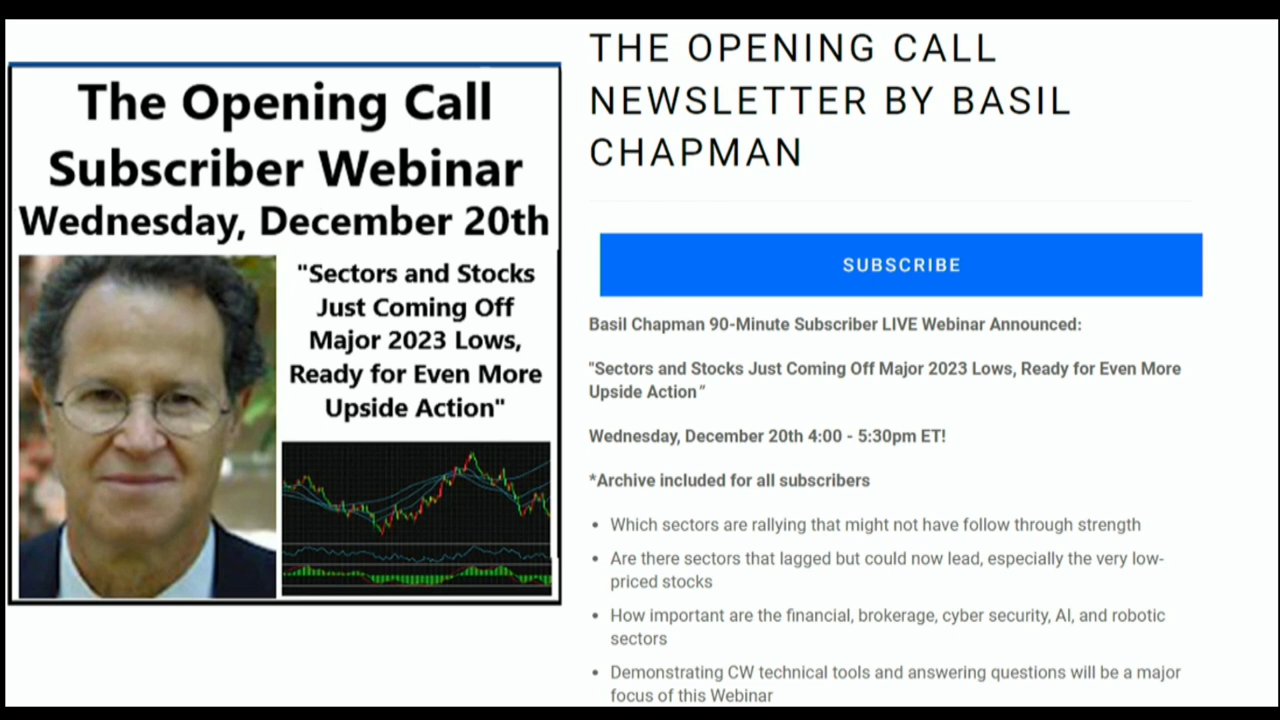 The Opening Call
Subscriber Webinar
Wednesday, December 20th
"Sectors and Stocks
Just Coming Off
Major 2023 Lows,
Ready for Even More
Upside Action"
THE OPENING CALL
NEWSLETTER BY BASIL
CHAPMAN
SUBSCRIBE
Basil Chapman 90-Minute Subscriber LIVE Webinar Announced:
"Sectors and Stocks Just Coming Off Major 2023 Lows, Ready for Even More
Upside Action"
Wednesday, December 20th 4:00 - 5:30pm ET!
*Archive included for all subscribers
• Which sectors are rallying that might not have follow through strength
• Are there sectors that lagged but could now lead, especially the very low-
priced stocks
• How important are the financial, brokerage, cyber security, AI, and robotic
sectors
• Demonstrating CW technical tools and answering questions will be a major
focus of this Webinar